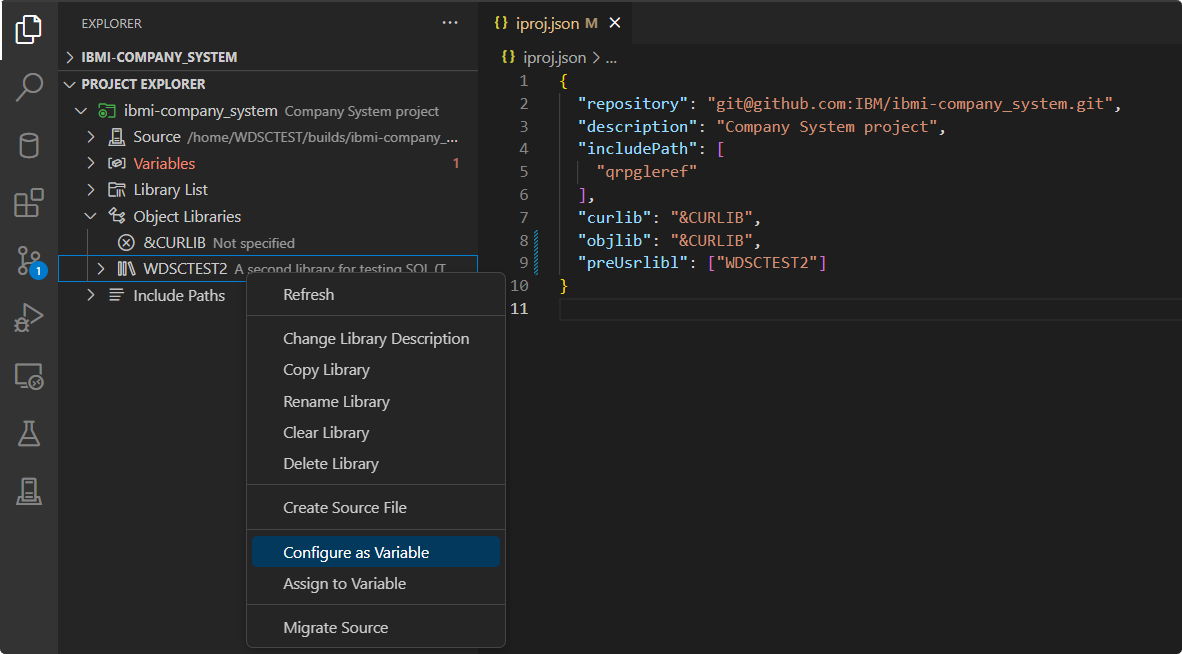 EXPLORER ...
IBMI-COMPANY_SYSTEM
PROJECT EXPLORER
ibmi-company_system Company System project
Source /home/WDSCTEST/builds/ibmi-company_...
Variables 1
Library List
Object Libraries
&CURLIB Not specified
1
WDSCTEST2 A second library for testing SQL (T
Include Paths
Refresh
Change Library Description
Copy Library
Rename Library
Clear Library
Delete Library
Create Source File
Configure as Variable
Assign to Variable
Migrate Source
{} iproj.json M ×
{} iproj.json > ...
1 {
2 "repository": "git@github.com:IBM/ibmi-company_system.git",
3 "description": "Company System project",
4 "includePath": [
5 "qrpgleref"
6 ],
7 "curlib": "&CURLIB",
8 "objlib": "&CURLIB",
9 "preUsrlibl": ["WDSCTEST2"]
10 }
11